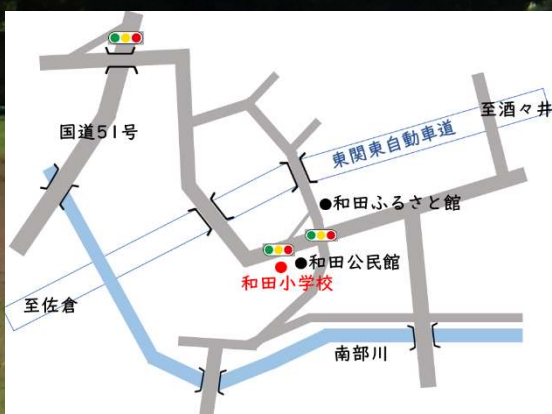 国道51号
至酒々井
東関東自動車道
和田ふるさと館
和田公民館
和田小学校
至佐倉
南部川